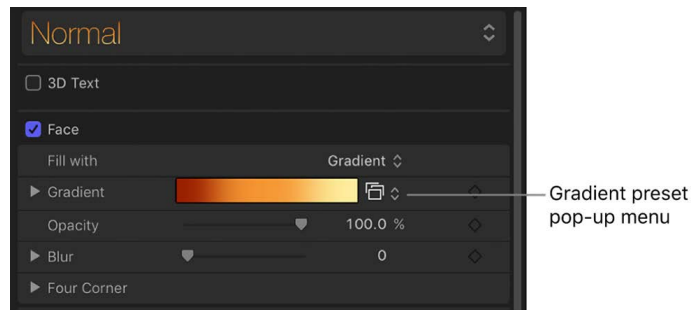 Normal
3D Text
Face
Fill with Gradient
Gradient
Gradient preset
pop-up menu
Opacity 100.0 %
Blur 0
Four Corner